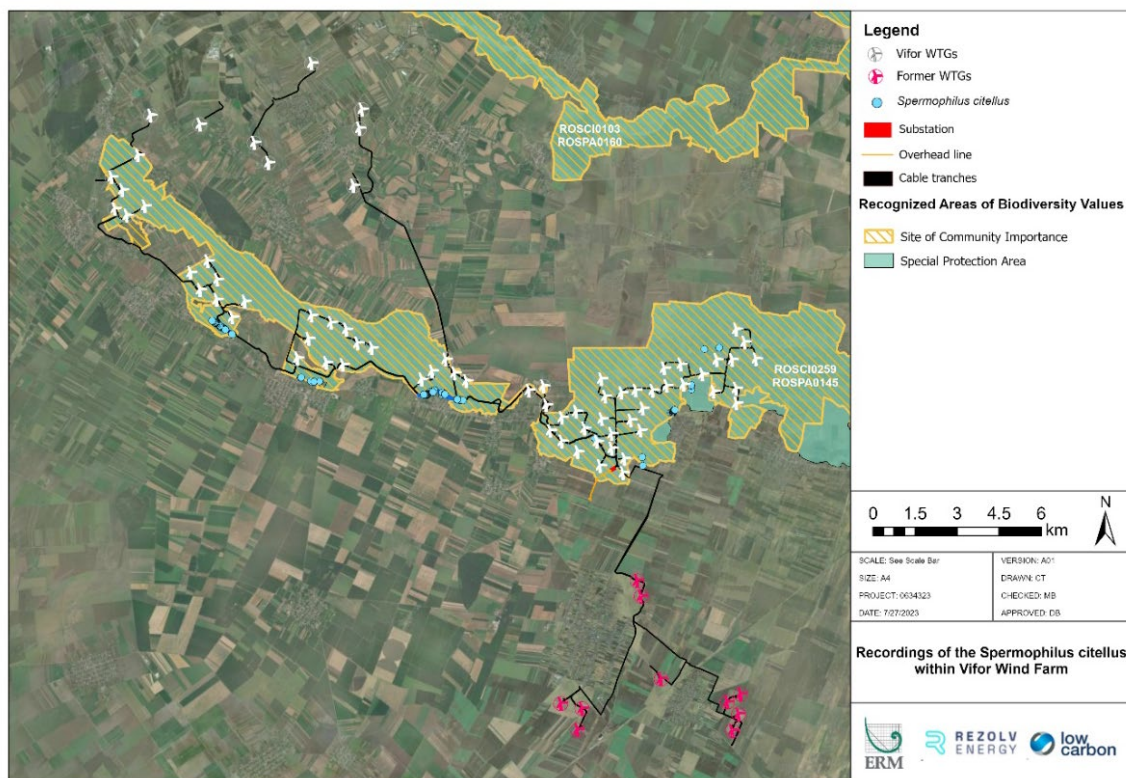 ROSCI0103
ROSPA0160
ROSCI0259
ROSPA0145
Legend
Vifor WTGs
Former WTGs
Spermophilus citellus
Substation
Overhead line
Cable tranches
Recognized Areas of Biodiversity Values
Site of Community Importance
Special Protection Area
0 1.5 3 4.5 6
km
N
SCALE: See Scale Bar
VERSION: A01
SIZE: A4
DRAWN: CT
PROJECT: 0634323
CHECKED: MB
DATE: 7/27/2023
APPROVED: DB
Recordings of the Spermophilus citellus
within Vifor Wind Farm
ERM
REZOLV
ENERGY
low
carbon